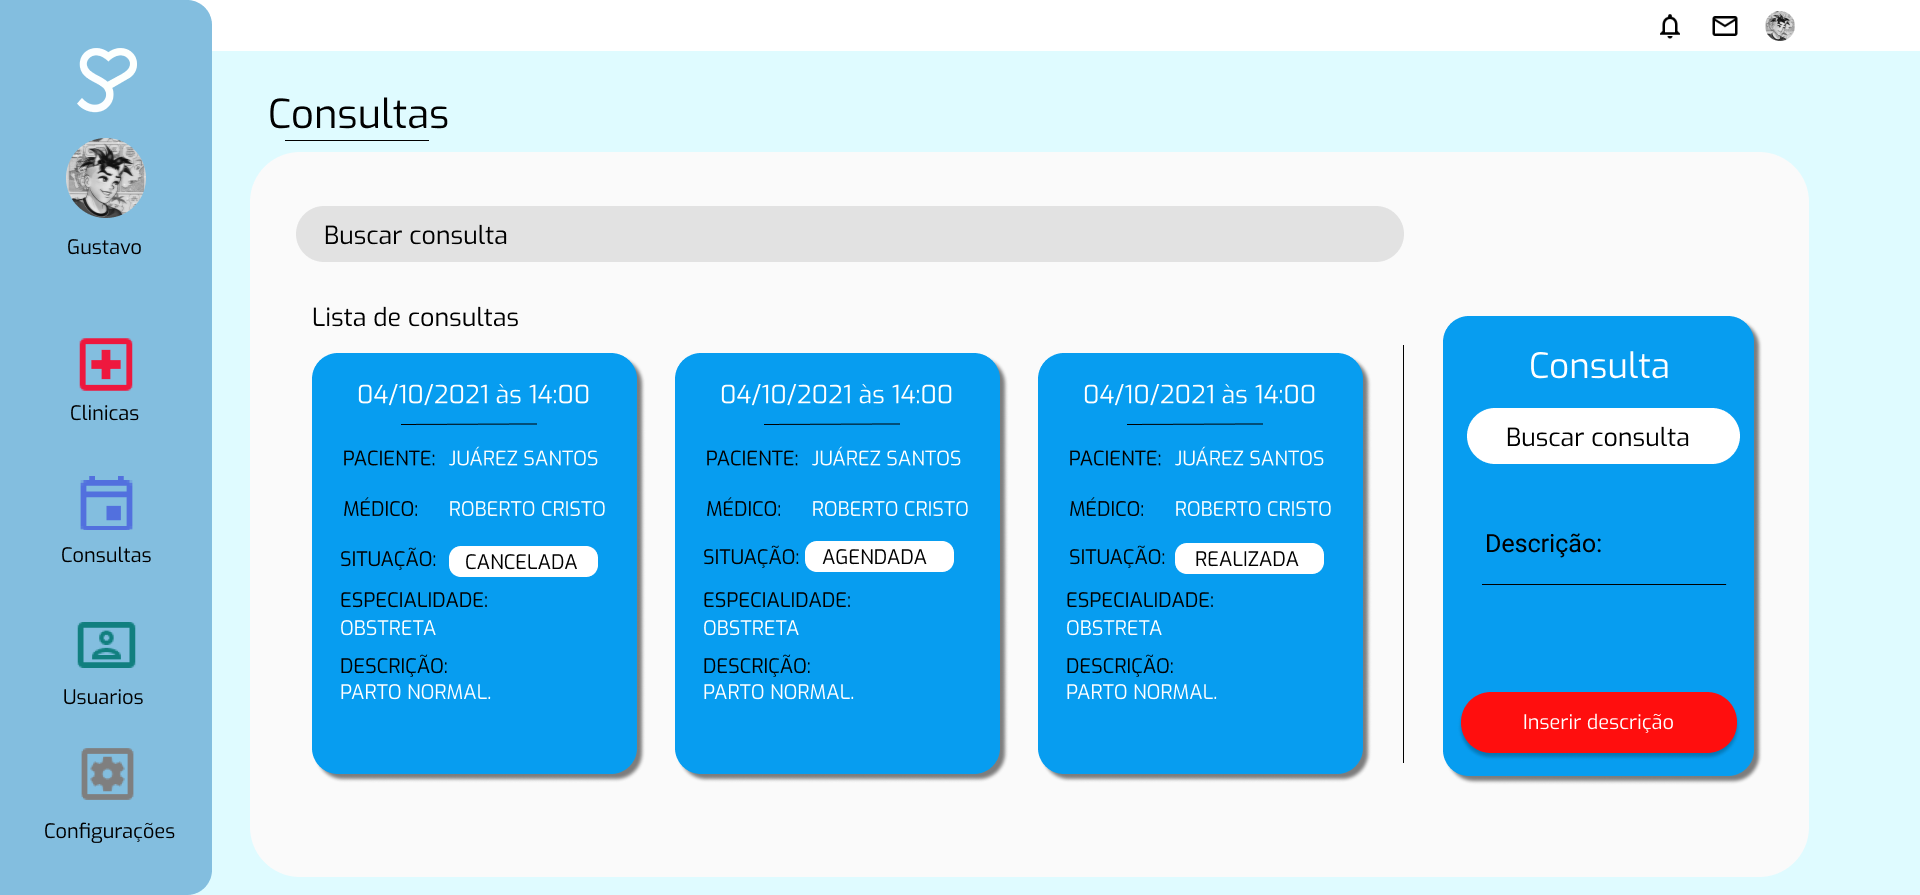 Gustavo
Clinicas
Consultas
Usuarios
Configurações
Consultas
Buscar consulta
Lista de consultas
04/10/2021 às 14:00
PACIENTE: JUÁREZ SANTOS
MÉDICO: ROBERTO CRISTO
SITUAÇÃO: CANCELADA
ESPECIALIDADE:
OBSTRETA
DESCRIÇÃO:
PARTO NORMAL.
04/10/2021 às 14:00
PACIENTE: JUÁREZ SANTOS
MÉDICO: ROBERTO CRISTO
SITUAÇÃO: AGENDADA
ESPECIALIDADE:
OBSTRETA
DESCRIÇÃO:
PARTO NORMAL.
04/10/2021 às 14:00
PACIENTE: JUÁREZ SANTOS
MÉDICO: ROBERTO CRISTO
SITUAÇÃO: REALIZADA
ESPECIALIDADE:
OBSTRETA
DESCRIÇÃO:
PARTO NORMAL.
Consulta
Buscar consulta
Descrição:
Inserir descrição